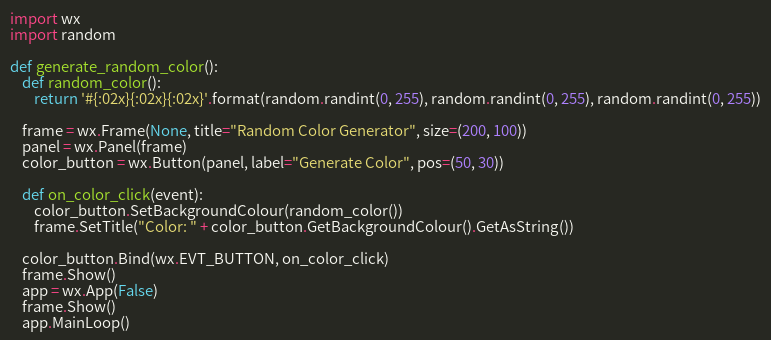 import wx
import random

def generate_random_color():
    def random_color():
        return '#{:02x}{:02x}{:02x}'.format(random.randint(0, 255), random.randint(0, 255), random.randint(0, 255))

    frame = wx.Frame(None, title="Random Color Generator", size=(200, 100))
    panel = wx.Panel(frame)
    color_button = wx.Button(panel, label="Generate Color", pos=(50, 30))

    def on_color_click(event):
        color_button.SetBackgroundColour(random_color())
        frame.SetTitle("Color: " + color_button.GetBackgroundColour().GetAsString())

    color_button.Bind(wx.EVT_BUTTON, on_color_click)
    frame.Show()
    app = wx.App(False)
    frame.Show()
    app.MainLoop()